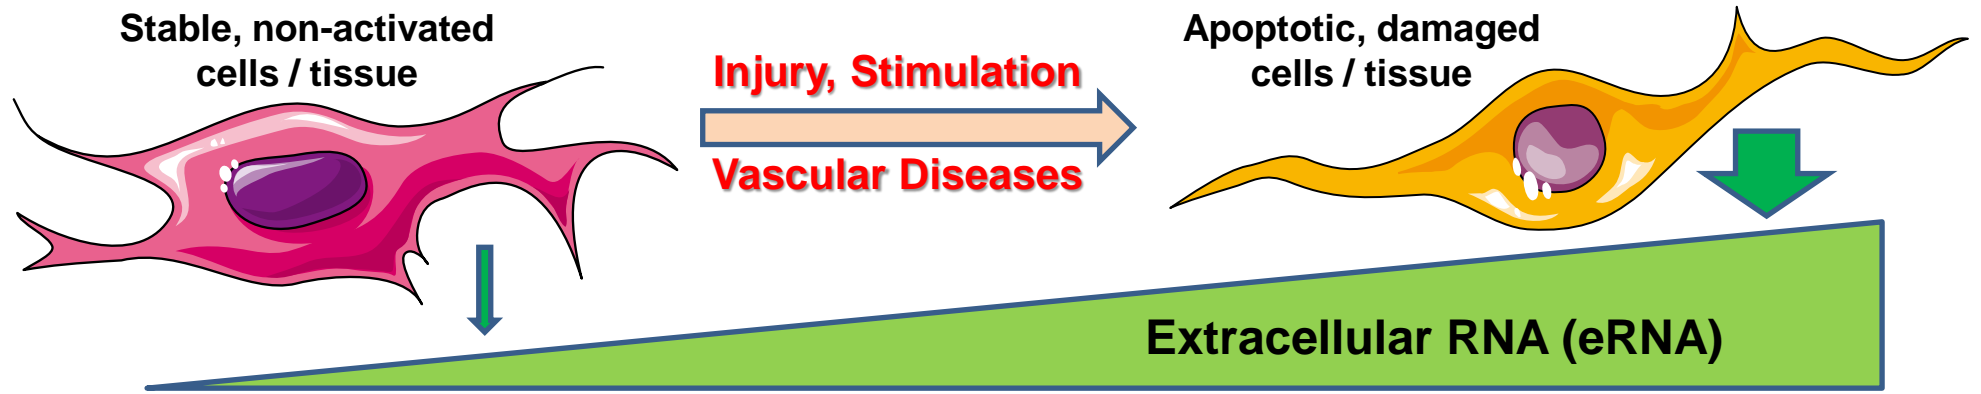 Stable, non-activated
cells / tissue
Injury, Stimulation
Vascular Diseases
Apoptotic, damaged
cells / tissue
Extracellular RNA (eRNA)